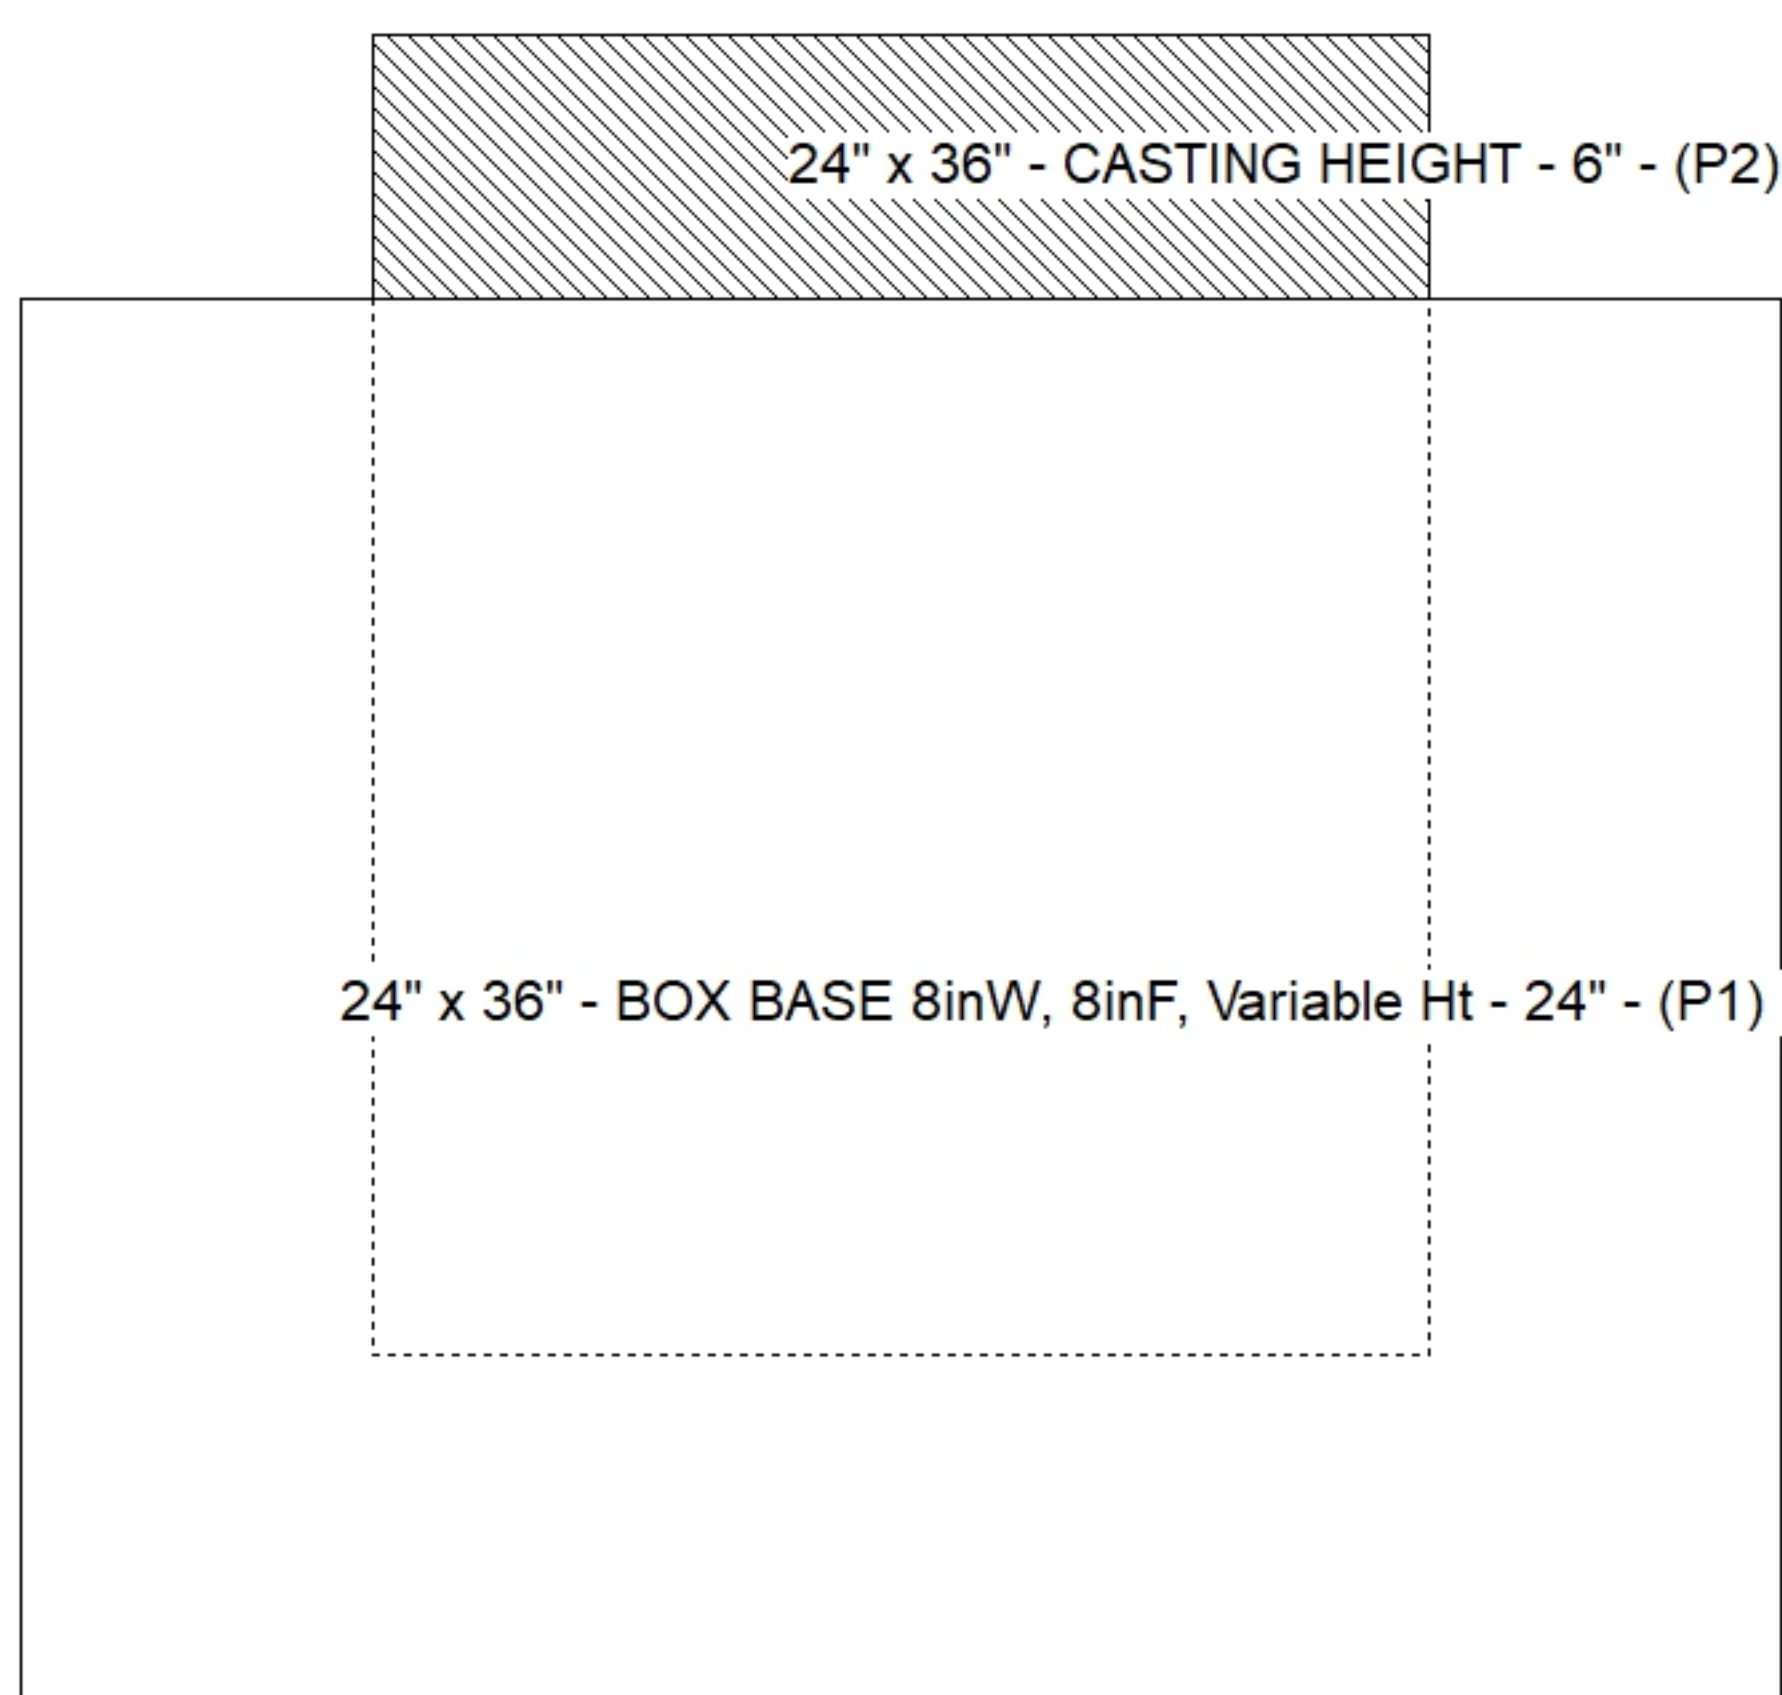 24" x 36" - CASTING HEIGHT - 6" - (P2)
24" x 36" - BOX BASE 8inW, 8inF, Variable Ht - 24" - (P1)